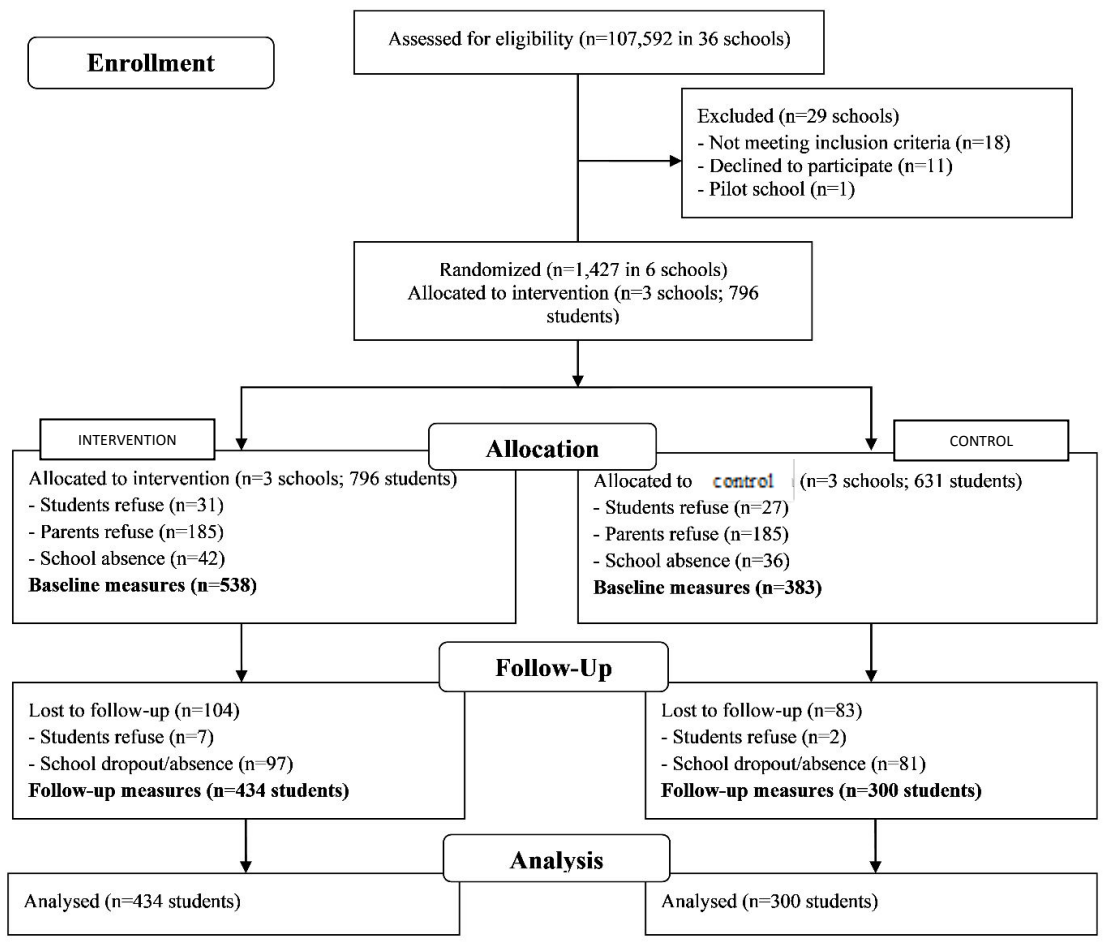 Enrollment
Assessed for eligibility (n=107,592 in 36 schools)
Excluded (n=29 schools)
- Not meeting inclusion criteria (n=18)
- Declined to participate (n=11)
- Pilot school (n=1)
Randomized (n=1,427 in 6 schools)
Allocated to intervention (n=3 schools; 796
students)
INTERVENTION
Allocation
CONTROL
Allocated to intervention (n=3 schools; 796 students)
- Students refuse (n=31)
- Parents refuse (n=185)
- School absence (n=42)
Baseline measures (n=538)
Allocated to control (n=3 schools; 631 students)
- Students refuse (n=27)
- Parents refuse (n=185)
- School absence (n=36)
Baseline measures (n=383)
Follow-Up
Lost to follow-up (n=104)
- Students refuse (n=7)
- School dropout/absence (n=97)
Follow-up measures (n=434 students)
Lost to follow-up (n=83)
- Students refuse (n=2)
- School dropout/absence (n=81)
Follow-up measures (n=300 students)
Analysis
Analysed (n=434 students)
Analysed (n=300 students)